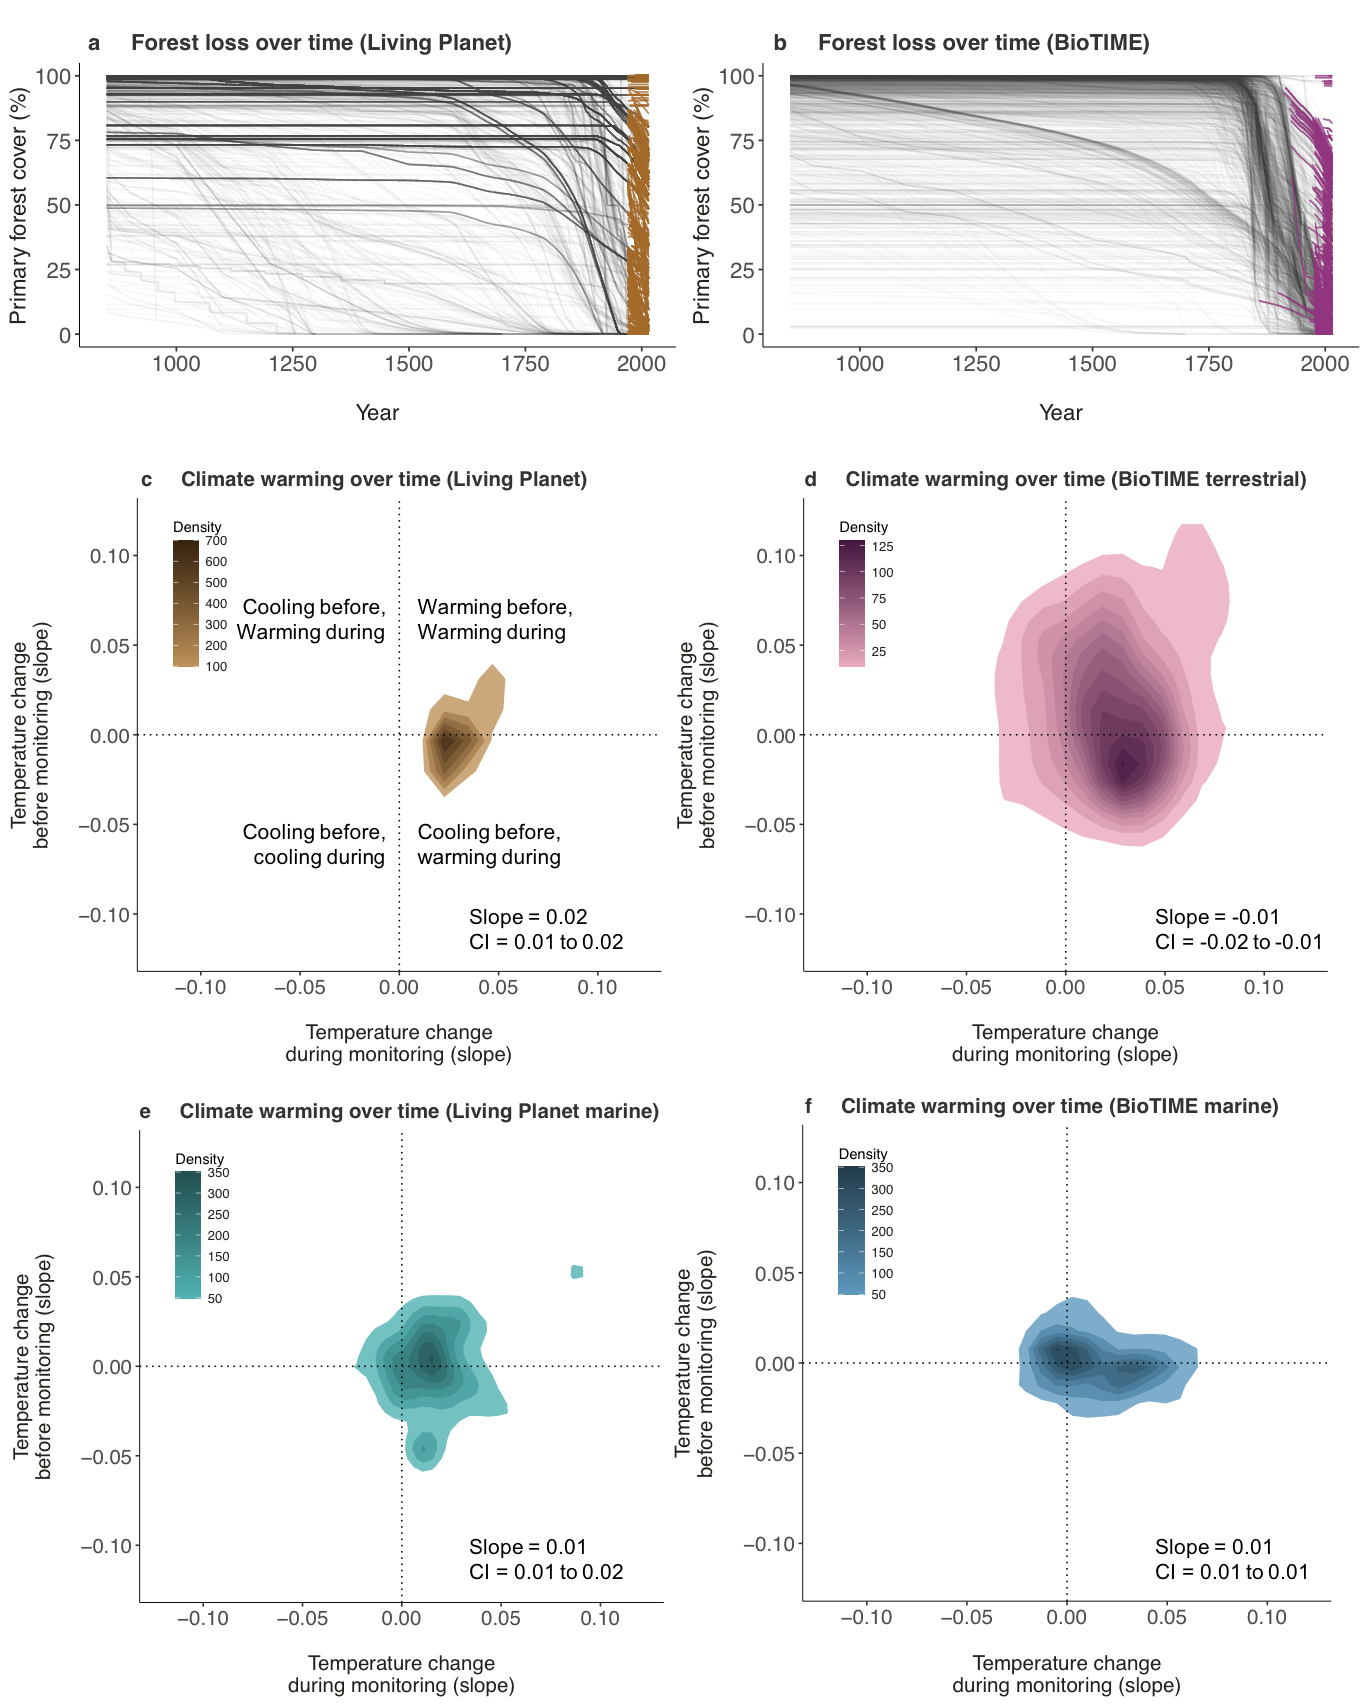 a Forest loss over time (Living Planet)
Primary forest cover (%)
100
75
50
25
0
1000 1250 1500 1750 2000
Year
b Forest loss over time (BioTIME)
Primary forest cover (%)
100
75
50
25
0
1000 1250 1500 1750 2000
Year
c Climate warming over time (Living Planet)
Temperature change
before monitoring (slope)
0.10
0.05
0.00
−0.05
−0.10
Density
700
600
500
400
300
200
100
Cooling before,
Warming during
Warming before,
Warming during
Cooling before,
cooling during
Cooling before,
warming during
Slope = 0.02
CI = 0.01 to 0.02
−0.10 −0.05 0.00 0.05 0.10
Temperature change
during monitoring (slope)
d Climate warming over time (BioTIME terrestrial)
Temperature change
before monitoring (slope)
0.10
0.05
0.00
−0.05
−0.10
Density
125
100
75
50
25
Slope = -0.01
CI = -0.02 to -0.01
−0.10 −0.05 0.00 0.05 0.10
Temperature change
during monitoring (slope)
e Climate warming over time (Living Planet marine)
Temperature change
before monitoring (slope)
0.10
0.05
0.00
−0.05
−0.10
Density
350
300
250
200
150
100
50
Slope = 0.01
CI = 0.01 to 0.02
−0.10 −0.05 0.00 0.05 0.10
Temperature change
during monitoring (slope)
f Climate warming over time (BioTIME marine)
Temperature change
before monitoring (slope)
0.10
0.05
0.00
−0.05
−0.10
Density
350
300
250
200
150
100
50
Slope = 0.01
CI = 0.01 to 0.01
−0.10 −0.05 0.00 0.05 0.10
Temperature change
during monitoring (slope)